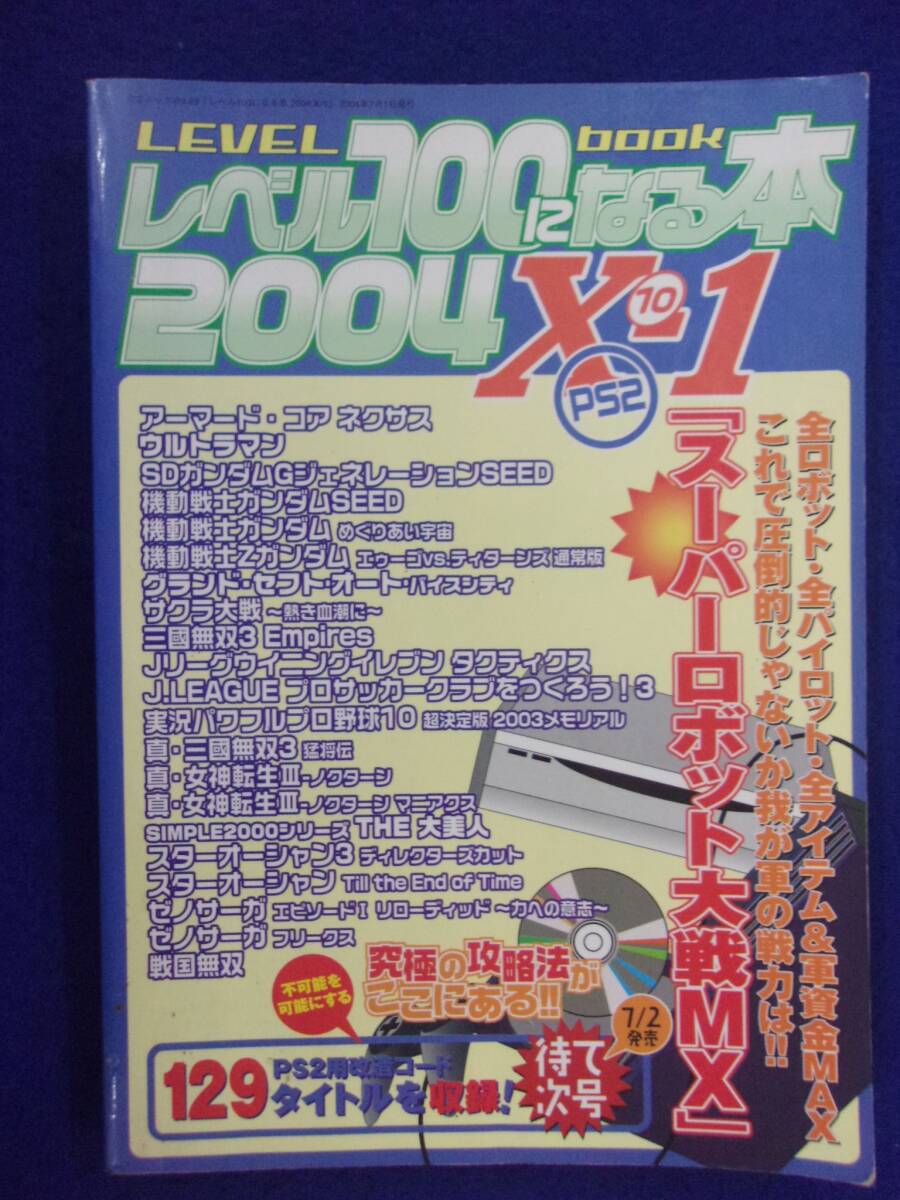 LEVEL book
レベル100になる本
2004 X-1
10
PS2
アーマード・コア ネクサス
ウルトラマン
SDガンダムGジェネレーションSEED
機動戦士ガンダムSEED
機動戦士ガンダム めぐりあい宇宙
機動戦士Zガンダム エゥーゴvs.ティターンズ 通常版
グランド・セフト・オート・バイスシティ
サクラ大戦 ～熱き血潮に～
三國無双3 Empires
Jリーグウイニングイレブン タクティクス
J.LEAGUE プロサッカークラブをつくろう！3
実況パワフルプロ野球10 超決定版 2003メモリアル
真・三國無双3 猛将伝
真・女神転生III-ノクターン
真・女神転生III-ノクターン マニアクス
SIMPLE2000シリーズ THE 大美人
スターオーシャン3 ディレクターズカット
スターオーシャン Till the End of Time
ゼノサーガ エピソードI リローディッド ～力への意志～
ゼノサーガ フリークス
戦国無双
全ロボット・全パイロット・全アイテム&軍資金MAX
これで圧倒的じゃないか我が軍の戦力は!!
「スーパーロボット大戦MX」
7/2
発売
不可能を
可能にする
究極の攻略法が
ここにある!!
129
PS2用改造コード
タイトルを収録!
待て
次号